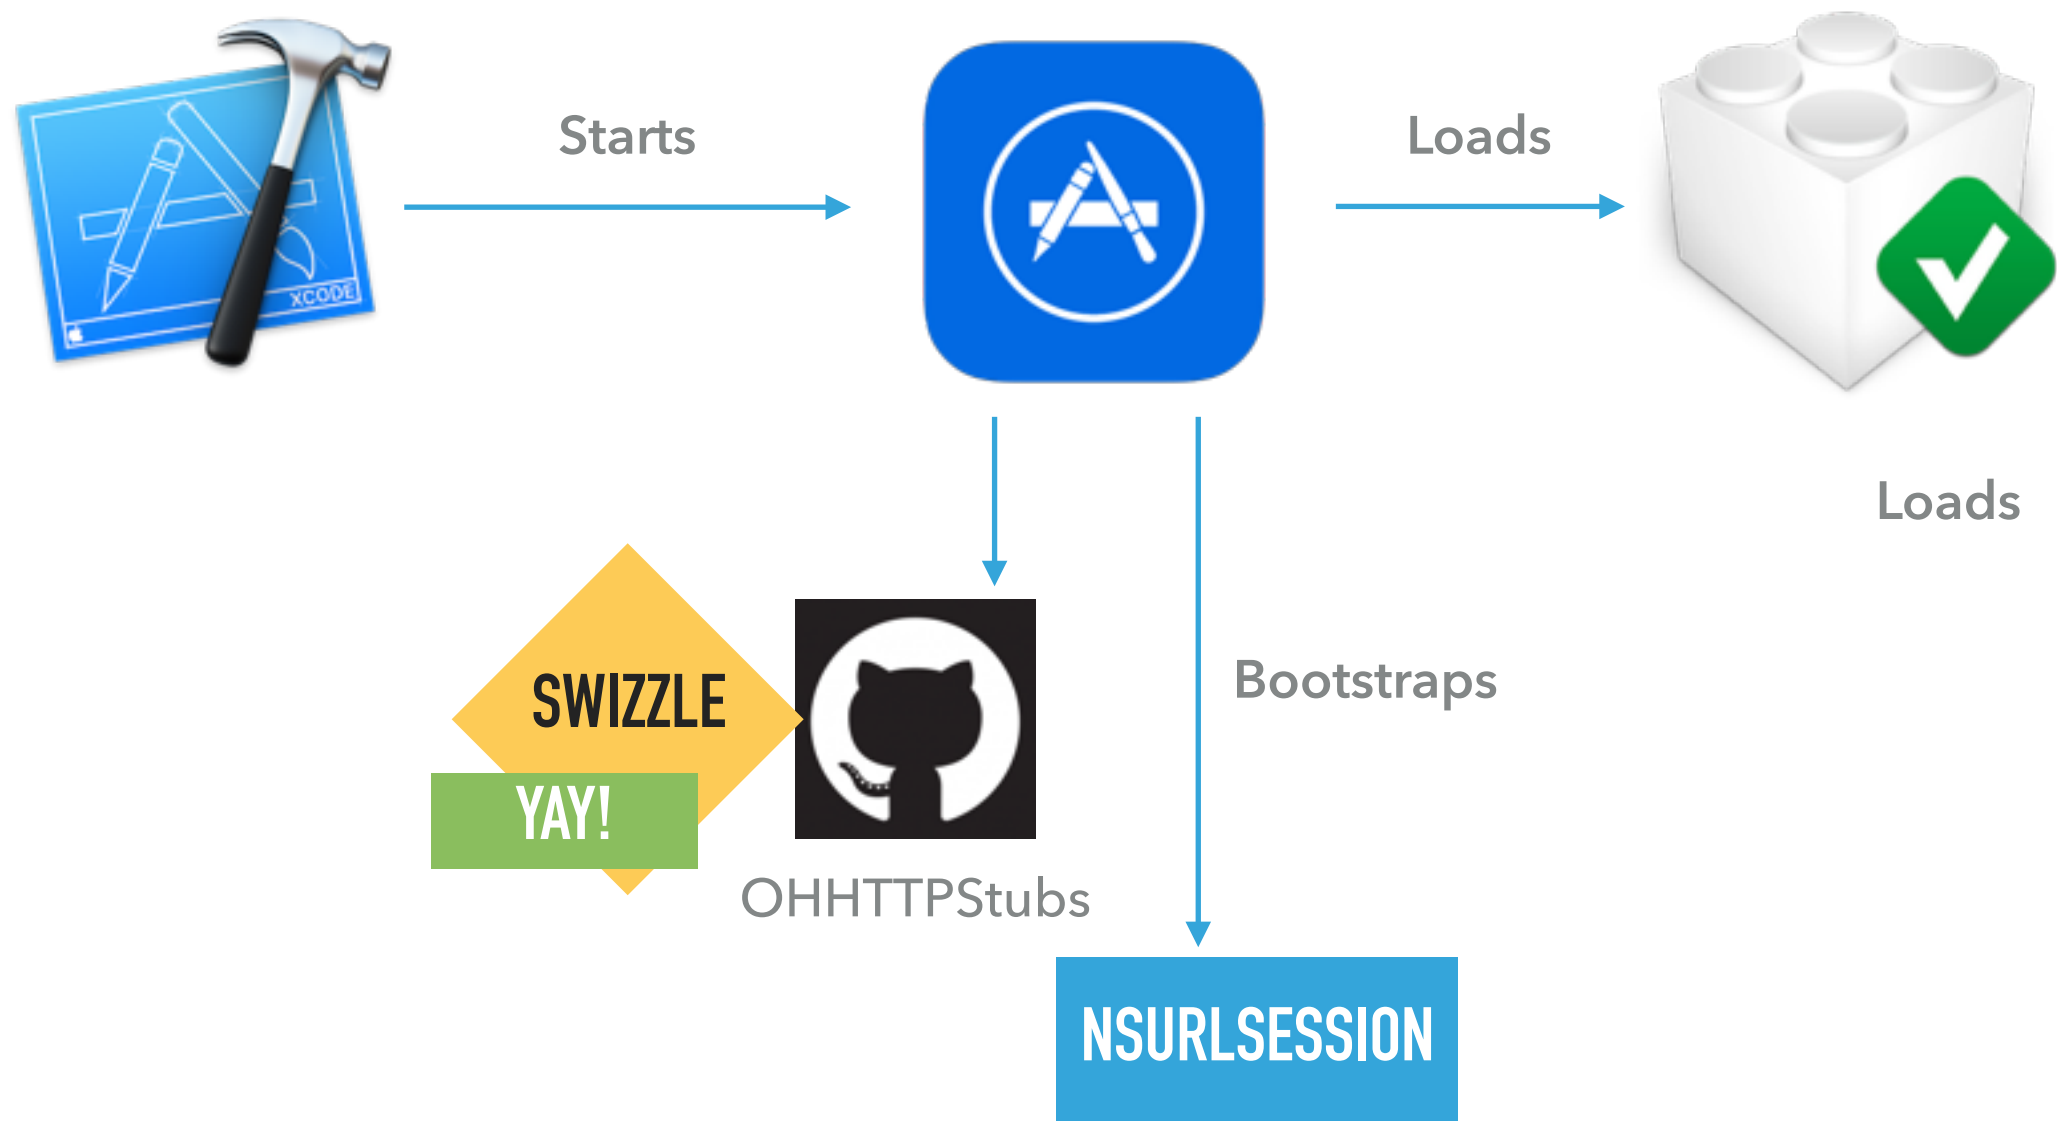 Starts
Loads
XCODE
Loads
SWIZZLE
Bootstraps
YAY!
OHHTTPStubs
NSURLSESSION